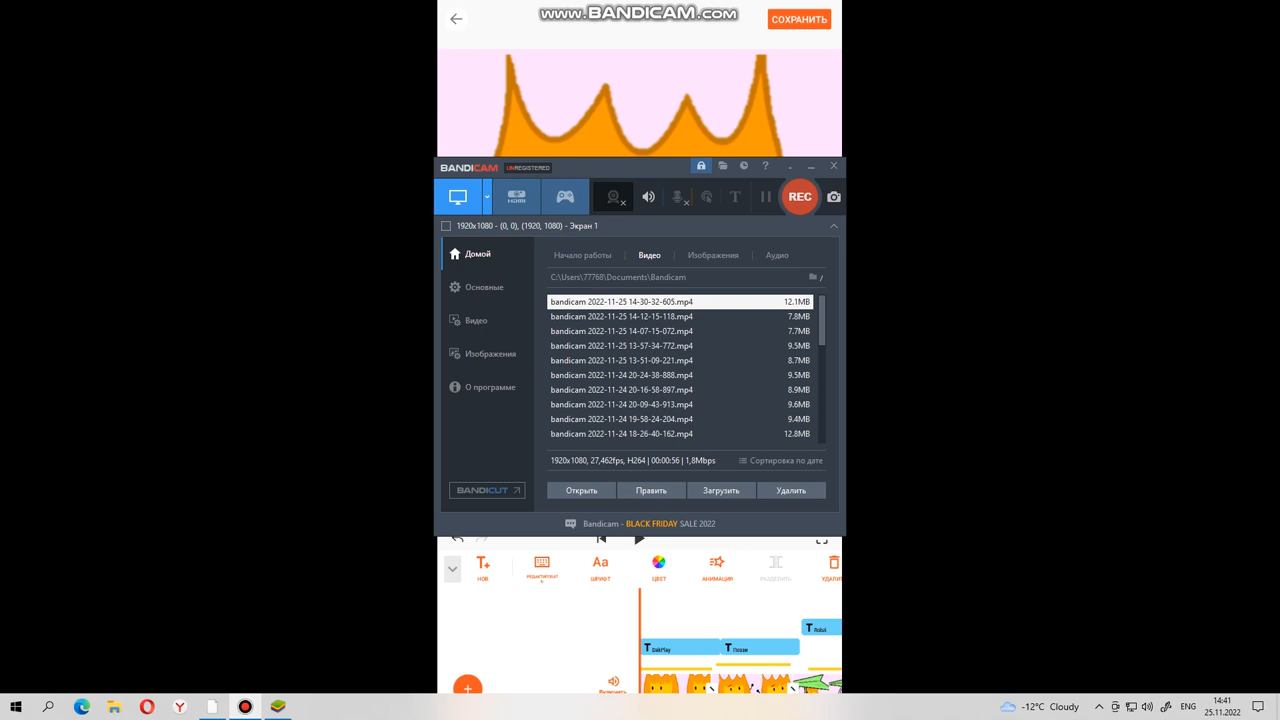 www.BANDICAM.com
СОХРАНИТЬ
BANDICAM UNREGISTERED
HDMI
REC
1920x1080 - (0, 0), (1920, 1080) - Экран 1
Домой
Основные
Видео
Изображения
О программе
BANDICUT
Начало работы
Видео
Изображения
Аудио
C:\Users\77768\Documents\Bandicam
bandicam 2022-11-25 14-30-32-605.mp4 12.1MB
bandicam 2022-11-25 14-12-15-118.mp4 7.8MB
bandicam 2022-11-25 14-07-15-072.mp4 7.7MB
bandicam 2022-11-25 13-57-34-772.mp4 9.5MB
bandicam 2022-11-25 13-51-09-221.mp4 8.7MB
bandicam 2022-11-24 20-24-38-888.mp4 9.5MB
bandicam 2022-11-24 20-16-58-897.mp4 8.9MB
bandicam 2022-11-24 20-09-43-913.mp4 9.6MB
bandicam 2022-11-24 19-58-24-204.mp4 9.4MB
bandicam 2022-11-24 18-26-40-162.mp4 12.8MB
1920x1080, 27,462fps, H264 | 00:00:56 | 1,8Mbps
Сортировка по дате
Открыть
Править
Загрузить
Удалить
Bandicam - BLACK FRIDAY SALE 2022
НОВ
РЕДАКТИРОВАТЬ
ШРИФТ
ЦВЕТ
АНИМАЦИЯ
РАЗДЕЛИТЬ
УДАЛИТ
DakPlay
Позави
Включить
-12°C Cloudy
14:41
25.11.2022